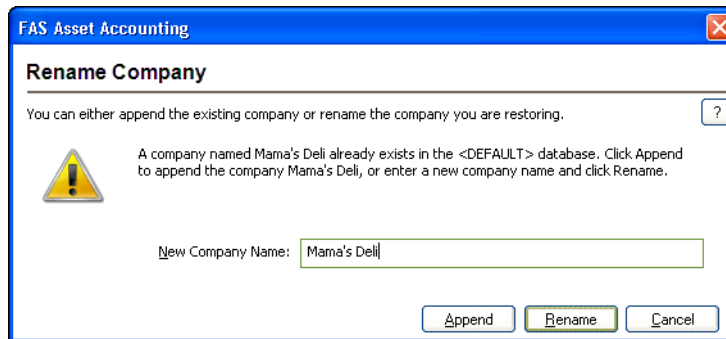 FAS Asset Accounting
Rename Company
You can either append the existing company or rename the company you are restoring.
?
A company named Mama's Deli already exists in the <DEFAULT> database. Click Append
to append the company Mama's Deli, or enter a new company name and click Rename.
New Company Name: Mama's Deli
Append Rename Cancel